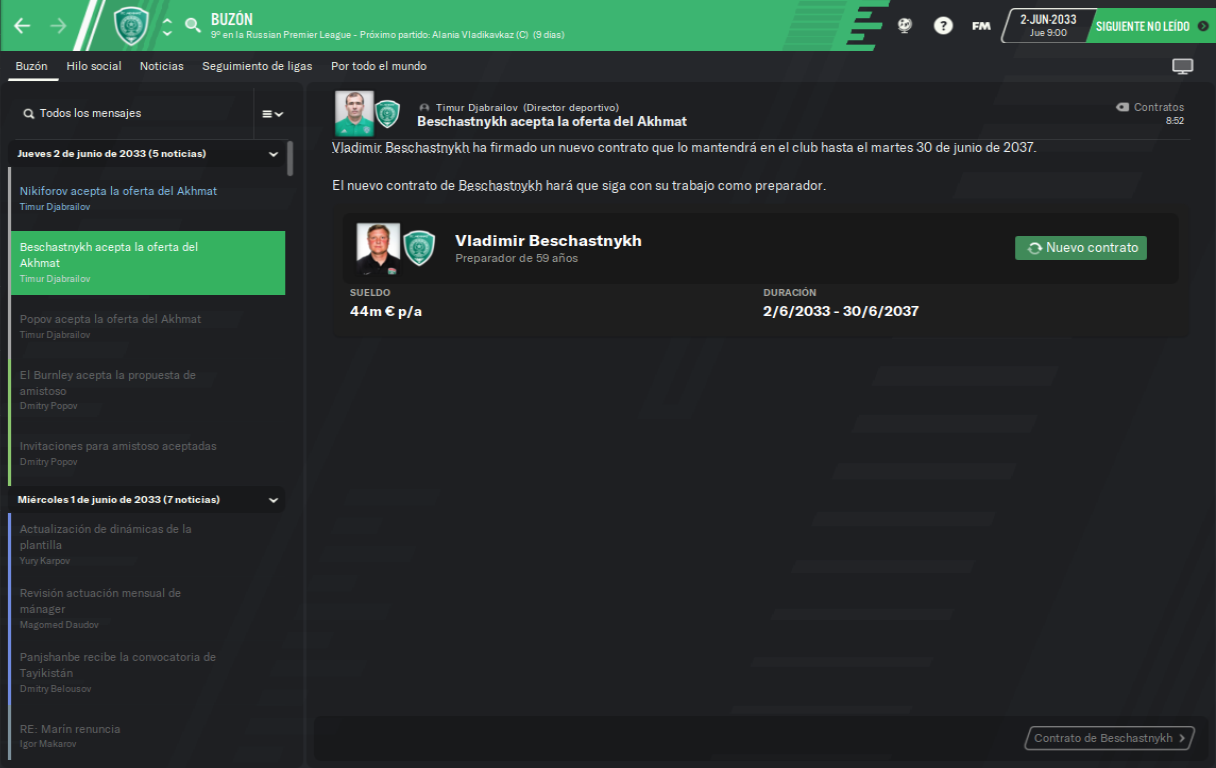 BUZÓN
9º en la Russian Premier League - Próximo partido: Alania Vladikavkaz (C) (9 días)
?
FM
2-JUN-2033
Jue 9:00
SIGUIENTE NO LEÍDO
Buzón
Hilo social
Noticias
Seguimiento de ligas
Por todo el mundo
Todos los mensajes
Jueves 2 de junio de 2033 (5 noticias)
Nikiforov acepta la oferta del Akhmat
Timur Djabrailov
Beschastnykh acepta la oferta del
Akhmat
Timur Djabrailov
Popov acepta la oferta del Akhmat
Timur Djabrailov
El Burnley acepta la propuesta de
amistoso
Dmitry Popov
Invitaciones para amistoso aceptadas
Dmitry Popov
Miércoles 1 de junio de 2033 (7 noticias)
Actualización de dinámicas de la
plantilla
Yury Karpov
Revisión actuación mensual de
mánager
Magomed Daudov
Panjshanbe recibe la convocatoria de
Tayikistán
Dmitry Belousov
RE: Marín renuncia
Igor Makarov
Timur Djabrailov (Director deportivo)
Beschastnykh acepta la oferta del Akhmat
Contratos
8:52
Vladimir Beschastnykh ha firmado un nuevo contrato que lo mantendrá en el club hasta el martes 30 de junio de 2037.
El nuevo contrato de Beschastnykh hará que siga con su trabajo como preparador.
Vladimir Beschastnykh
Preparador de 59 años
Nuevo contrato
SUELDO
44m € p/a
DURACIÓN
2/6/2033 - 30/6/2037
Contrato de Beschastnykh